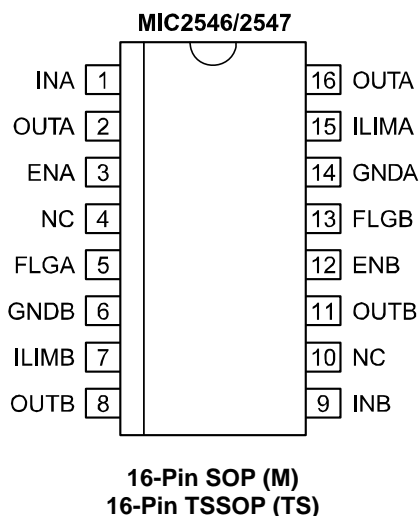 MIC2546/2547
INA 1 16 OUTA
OUTA 2 15 ILIMA
ENA 3 14 GNDA
NC 4 13 FLGB
FLGA 5 12 ENB
GNDB 6 11 OUTB
ILIMB 7 10 NC
OUTB 8 9 INB
16-Pin SOP (M)
16-Pin TSSOP (TS)